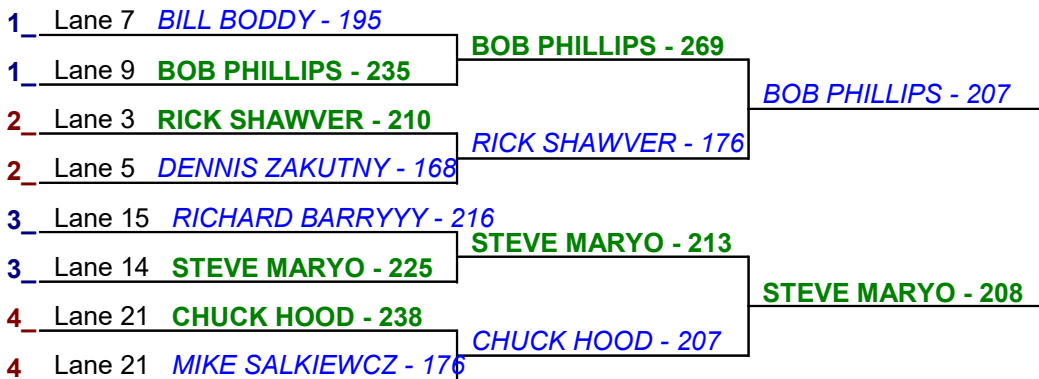 1_ Lane 7 BILL BODDY - 195
BOB PHILLIPS - 269
1_ Lane 9 BOB PHILLIPS - 235
BOB PHILLIPS - 207
2_ Lane 3 RICK SHAWVER - 210
RICK SHAWVER - 176
2_ Lane 5 DENNIS ZAKUTNY - 168
3_ Lane 15 RICHARD BARRYYY - 216
STEVE MARYO - 213
3_ Lane 14 STEVE MARYO - 225
STEVE MARYO - 208
4_ Lane 21 CHUCK HOOD - 238
CHUCK HOOD - 207
4 Lane 21 MIKE SALKIEWCZ - 176